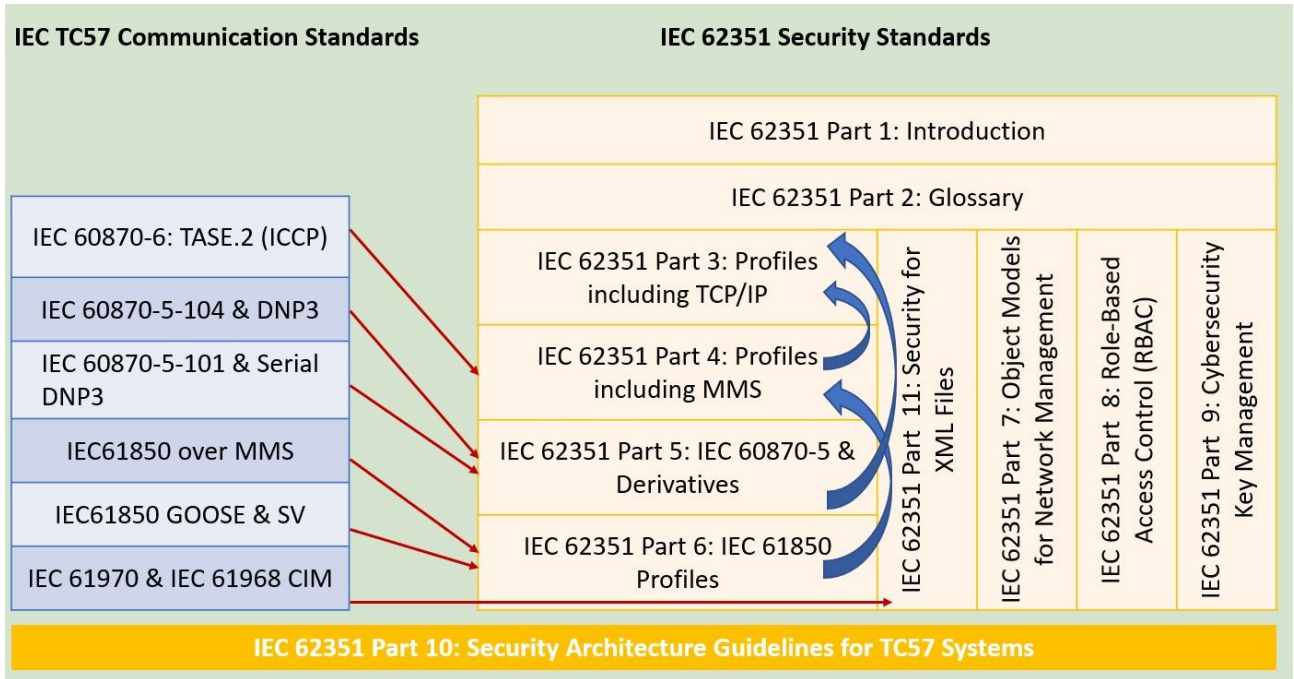 IEC TC57 Communication Standards
IEC 62351 Security Standards
IEC 62351 Part 1: Introduction
IEC 62351 Part 2: Glossary
IEC 60870-6: TASE.2 (ICCP)
IEC 60870-5-104 & DNP3
IEC 60870-5-101 & Serial
DNP3
IEC61850 over MMS
IEC61850 GOOSE & SV
IEC 61970 & IEC 61968 CIM
IEC 62351 Part 3: Profiles
including TCP/IP
IEC 62351 Part 4: Profiles
including MMS
IEC 62351 Part 5: IEC 60870-5 &
Derivatives
IEC 62351 Part 6: IEC 61850
Profiles
IEC 62351 Part 11: Security for
XML Files
IEC 62351 Part 7: Object Models
for Network Management
IEC 62351 Part 8: Role-Based
Access Control (RBAC)
IEC 62351 Part 9: Cybersecurity
Key Management
IEC 62351 Part 10: Security Architecture Guidelines for TC57 Systems